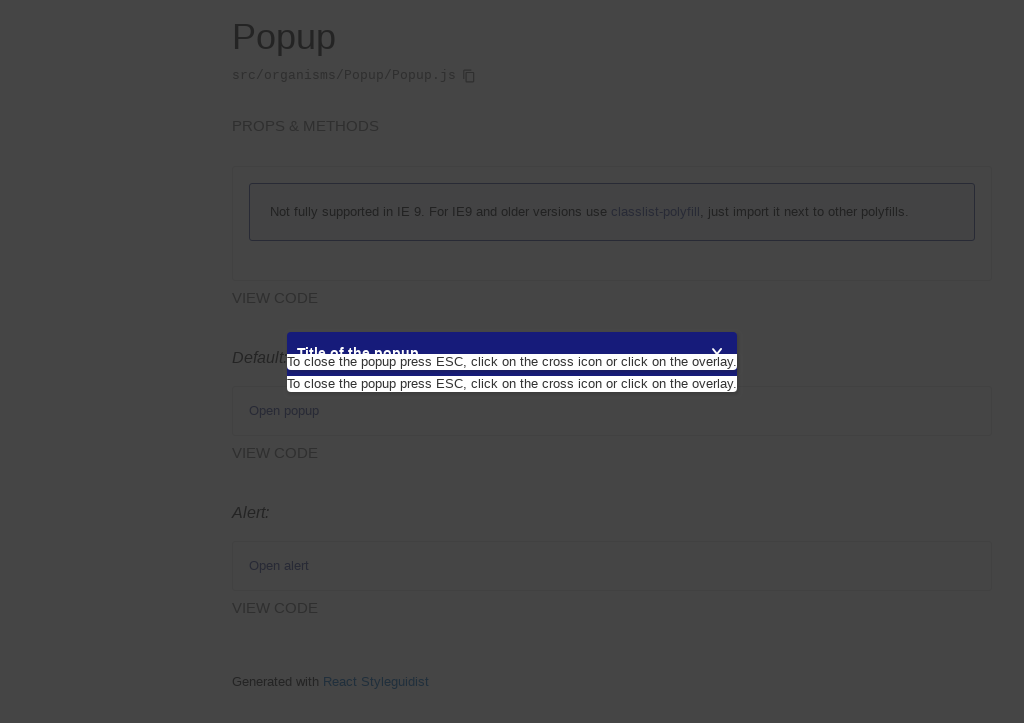 Popup
src/organisms/Popup/Popup.js
PROPS & METHODS
Not fully supported in IE 9. For IE9 and older versions use classlist-polyfill, just import it next to other polyfills.
VIEW CODE
Default:
Title of the popup
To close the popup press ESC, click on the cross icon or click on the overlay.
To close the popup press ESC, click on the cross icon or click on the overlay.
Open popup
VIEW CODE
Alert:
Open alert
VIEW CODE
Generated with React Styleguidist